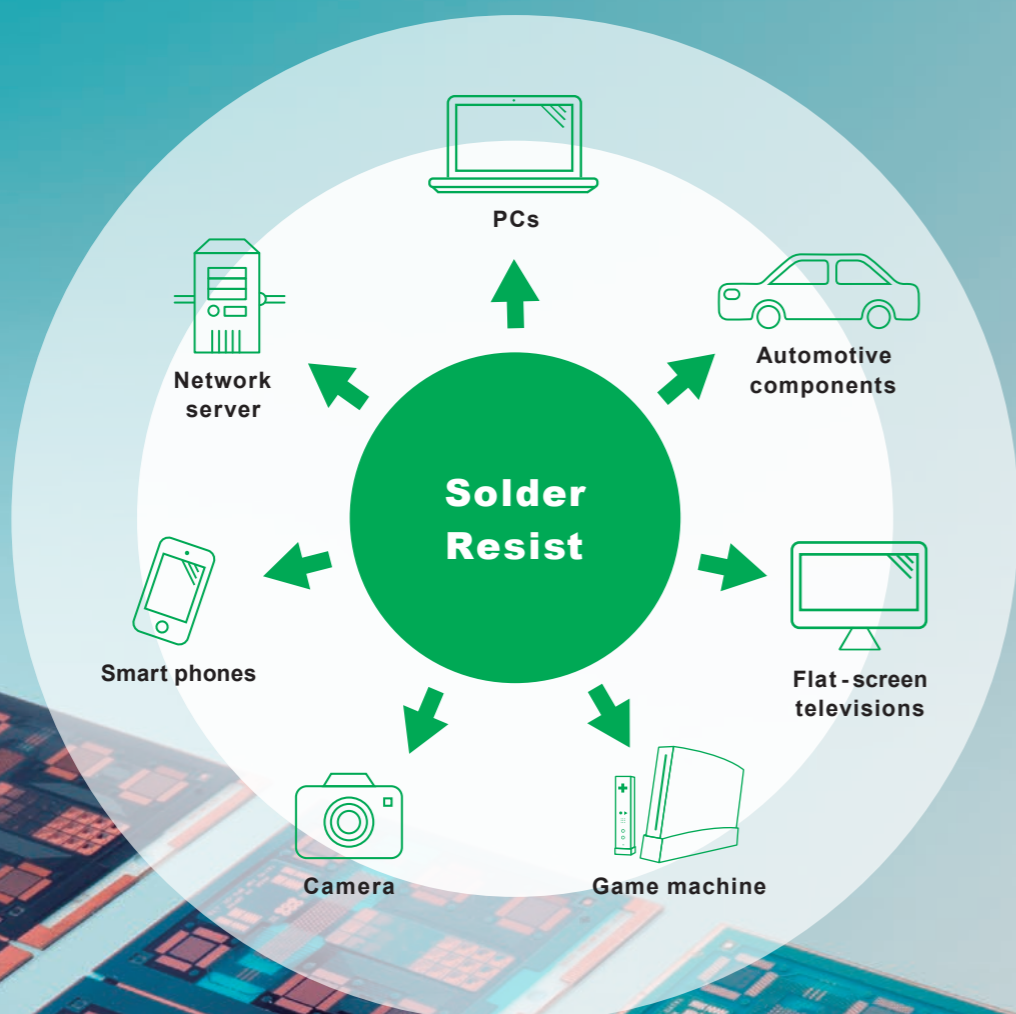 PCs
Automotive
components
Network
server
Solder
Resist
Smart phones
Flat-screen
televisions
Camera
Game machine